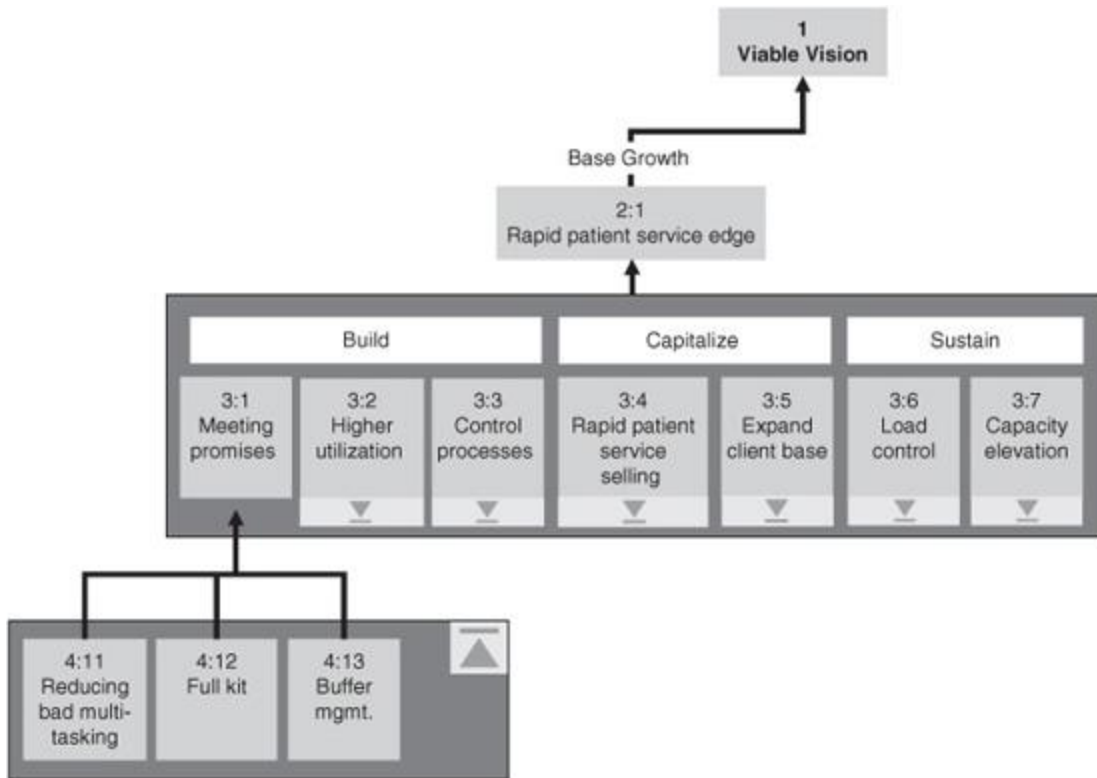 1
Viable Vision
Base Growth
2:1
Rapid patient service edge
Build
Capitalize
Sustain
3:1
Meeting
promises
3:2
Higher
utilization
3:3
Control
processes
3:4
Rapid patient
service
selling
3:5
Expand
client base
3:6
Load
control
3:7
Capacity
elevation
4:11
Reducing
bad multi-
tasking
4:12
Full kit
4:13
Buffer
mgmt.